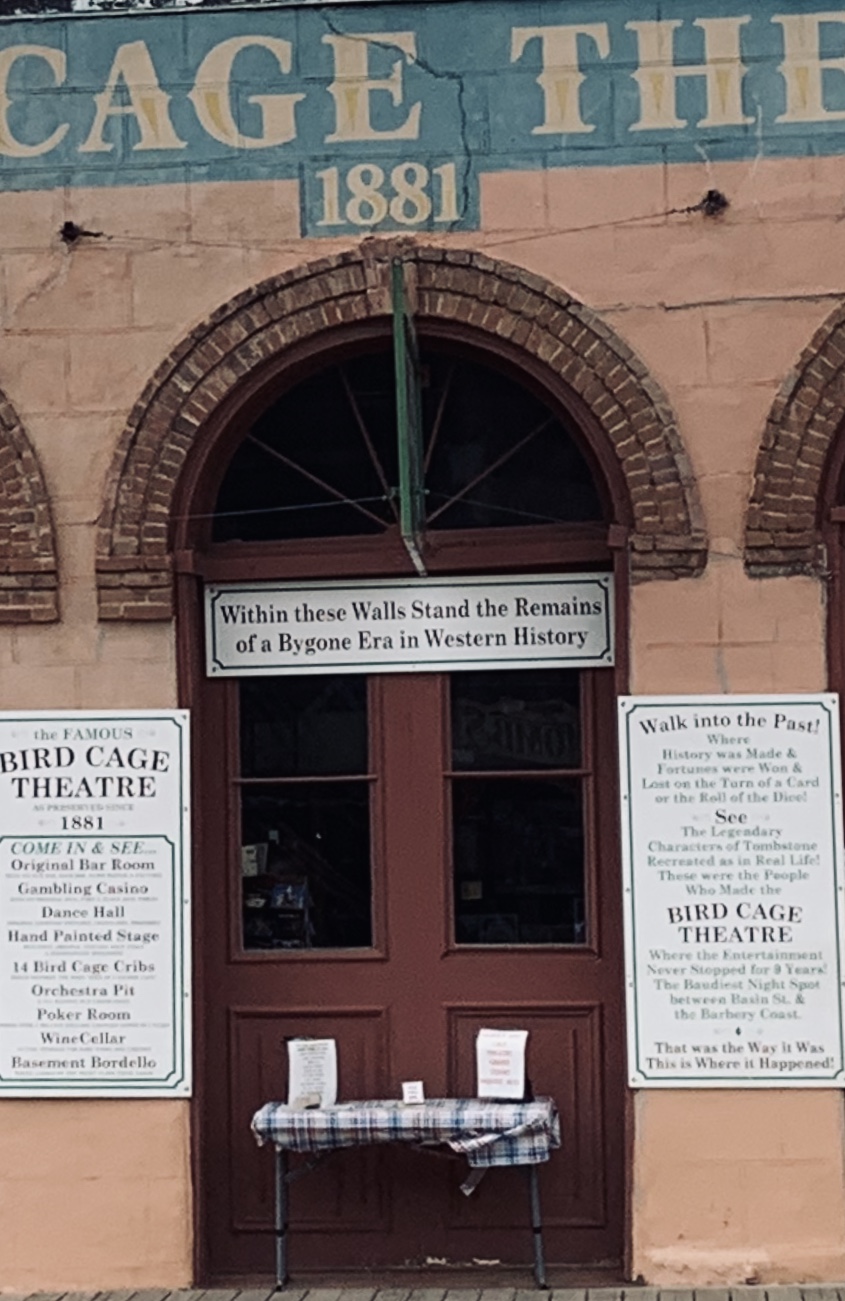 CAGE THE
1881
Within these Walls Stand the Remains
of a Bygone Era in Western History
the FAMOUS
BIRD CAGE
THEATRE
AS PRESERVED SINCE
1881
COME IN & SEE...
Original Bar Room
Gambling Casino
Dance Hall
Hand Painted Stage
14 Bird Cage Cribs
Orchestra Pit
Poker Room
Wine Cellar
Basement Bordello
Walk into the Past!
Where
History was Made &
Fortunes were Won &
Lost on the Turn of a Card
or the Roll of the Dice!
See
The Legendary
Characters of Tombstone
Recreated as in Real Life!
These were the People
Who Made the
BIRD CAGE
THEATRE
Where the Entertainment
Never Stopped for 9 Years!
The Baudiest Night Spot
between Basin St. &
the Barbery Coast.
That was the Way it Was
This is Where it Happened!